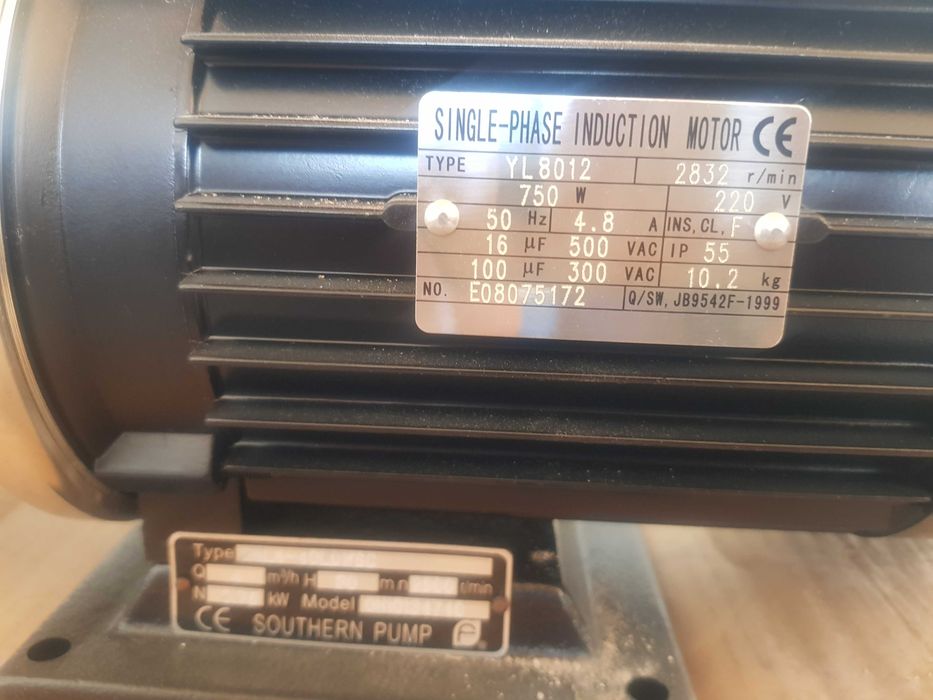 SINGLE-PHASE INDUCTION MOTOR CE
TYPE YL8012 2832 r/min
750 W 220 V
50 Hz 4.8 A INS, CL, F
16 μF 500 VAC IP 55
100 μF 300 VAC 10.2 kg
NO. E08075172 Q/SW, JB9542F-1999
Type
Q m³/h H m n r/min
N kW Model
CE SOUTHERN PUMP